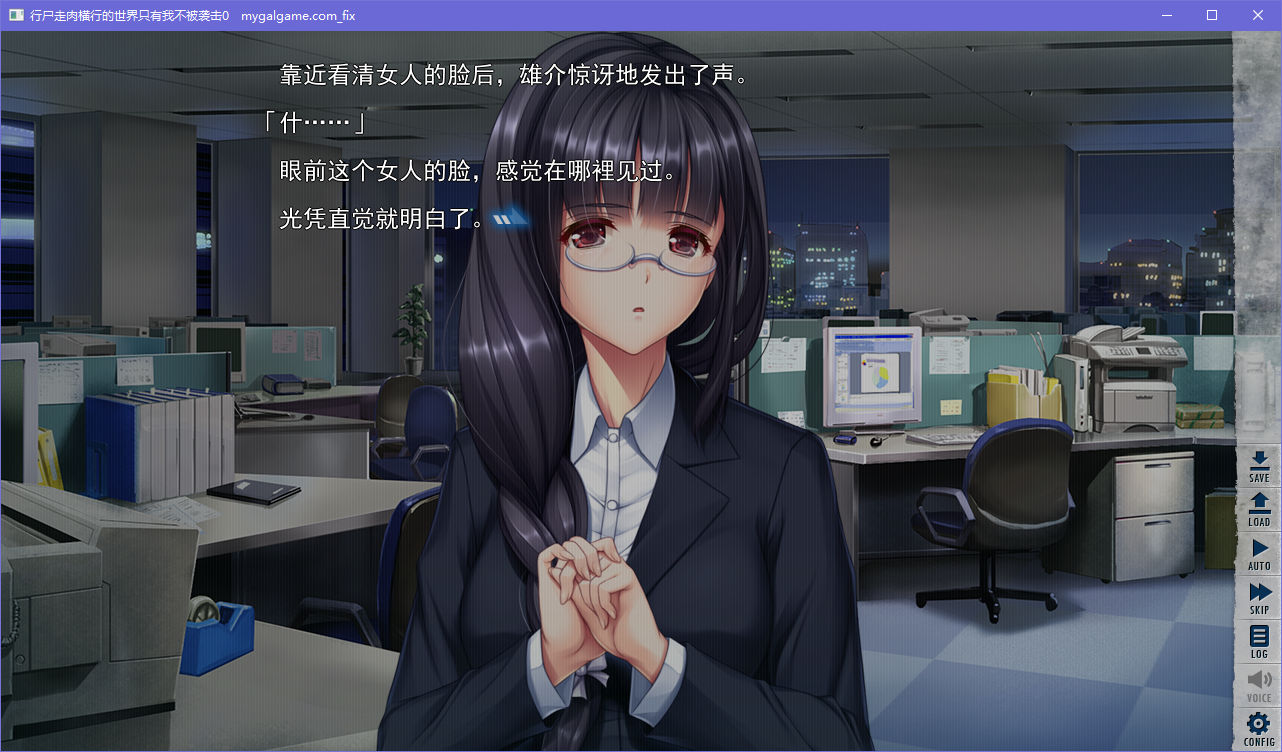 行尸走肉横行的世界只有我不被袭击0 mygalgame.com_fix
靠近看清女人的脸后，雄介惊讶地发出了声。
「什……」
眼前这个女人的脸，感觉在哪裡见过。
光凭直觉就明白了。
SAVE
LOAD
AUTO
SKIP
LOG
VOICE
CONFIG